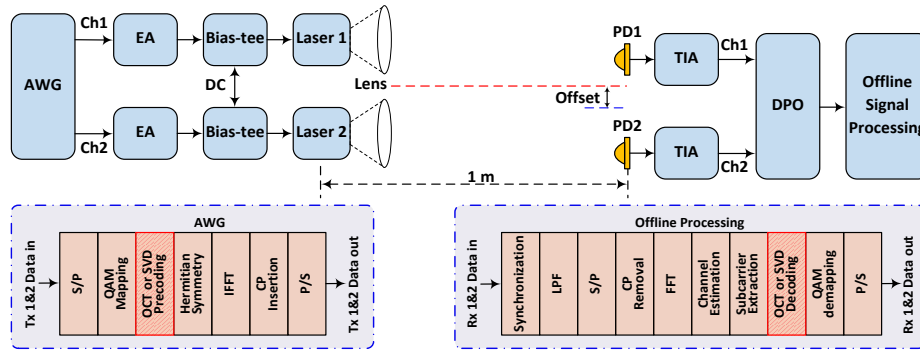 AWG
Ch1
EA
Bias-tee
Laser 1
Lens
DC
Ch2
EA
Bias-tee
Laser 2
PD1
TIA
Ch1
Offset
DPO
Offline
Signal
Processing
PD2
TIA
Ch2
1 m
AWG
Tx 1&2 Data in
S/P
QAM
Mapping
OCT or SVD
Precoding
Hermitian
Symmetry
IFFT
CP
Insertion
P/S
Tx 1&2 Data out
Offline Processing
Rx 1&2 Data in
Synchronization
LPF
S/P
CP
Removal
FFT
Channel
Estimation
Subcarrier
Extraction
OCT or SVD
Decoding
QAM
demapping
P/S
Rx 1&2 Data out